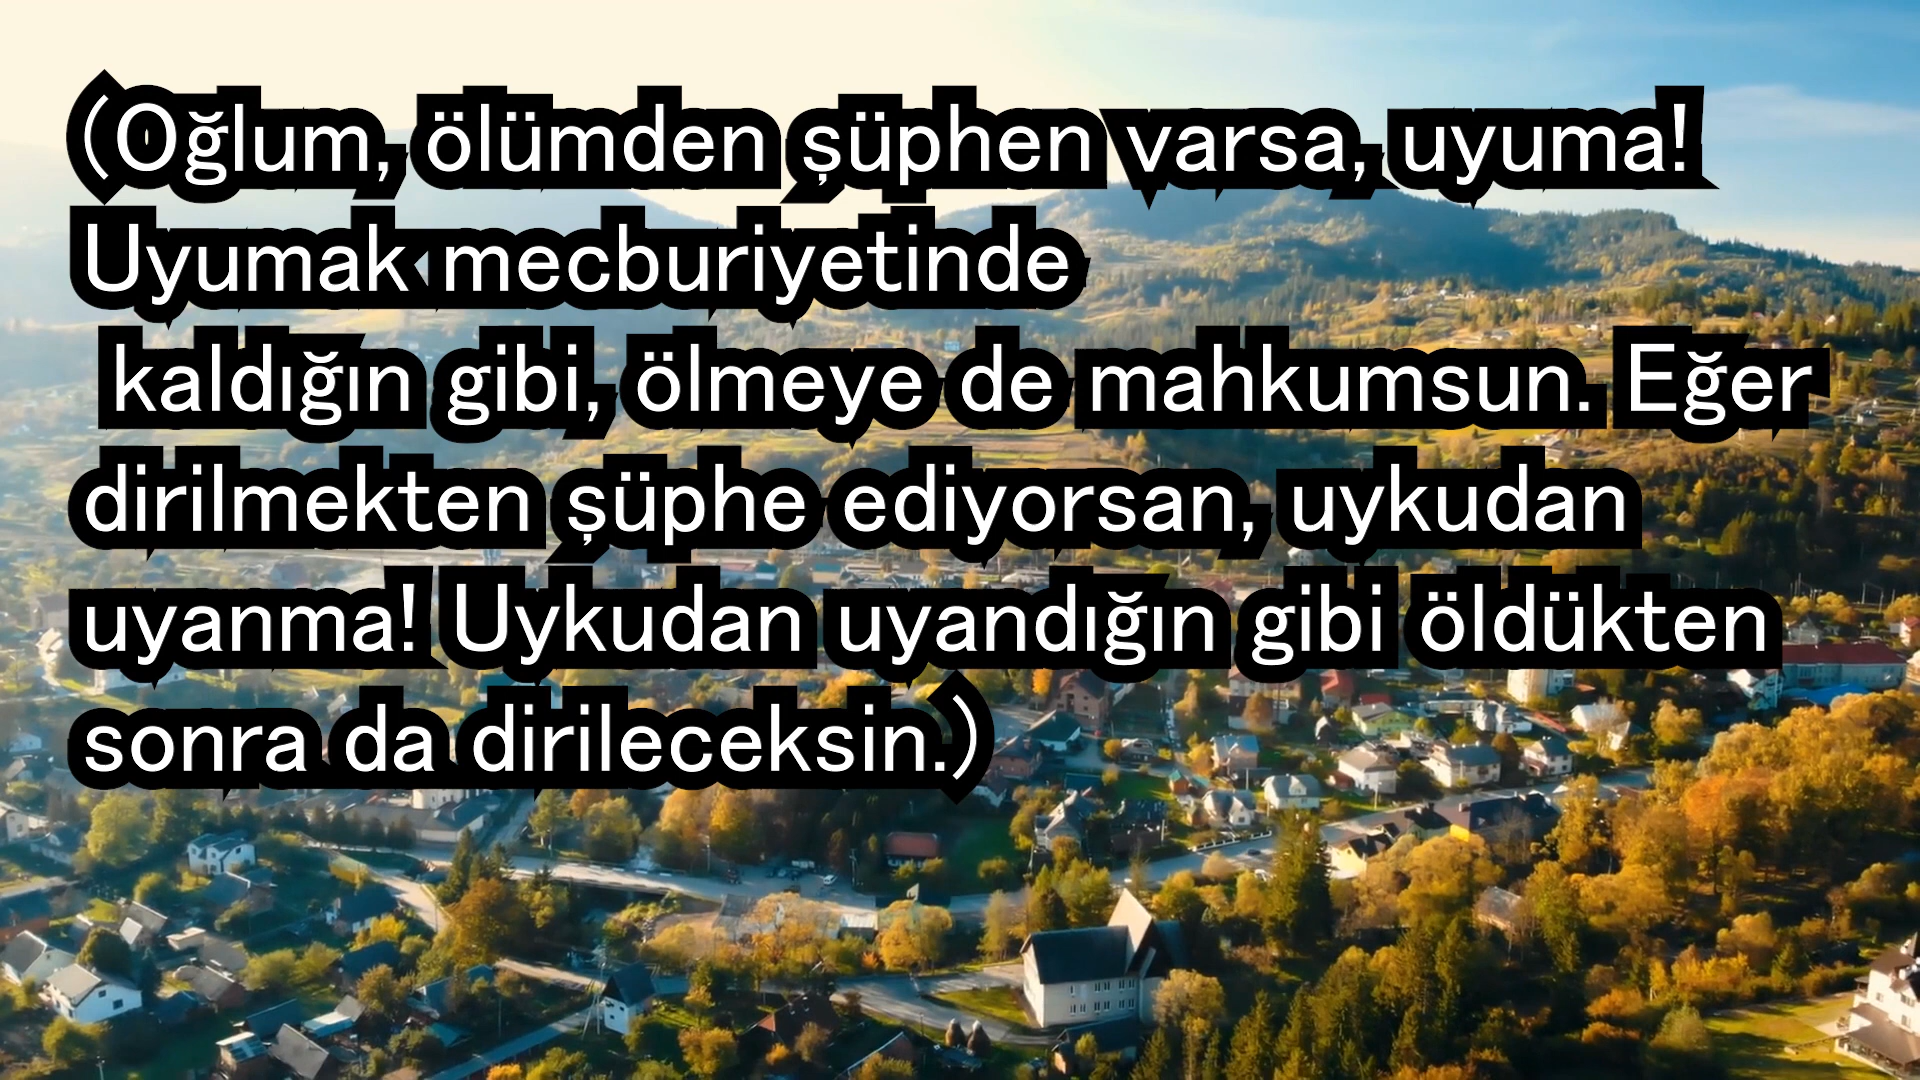 (Oğlum, ölümden şüphen varsa, uyuma!
Uyumak mecburiyetinde
kaldığın gibi, ölmeye de mahkumsun. Eğer
dirilmekten şüphe ediyorsan, uykudan
uyanma! Uykudan uyandığın gibi öldükten
sonra da dirileceksin.)